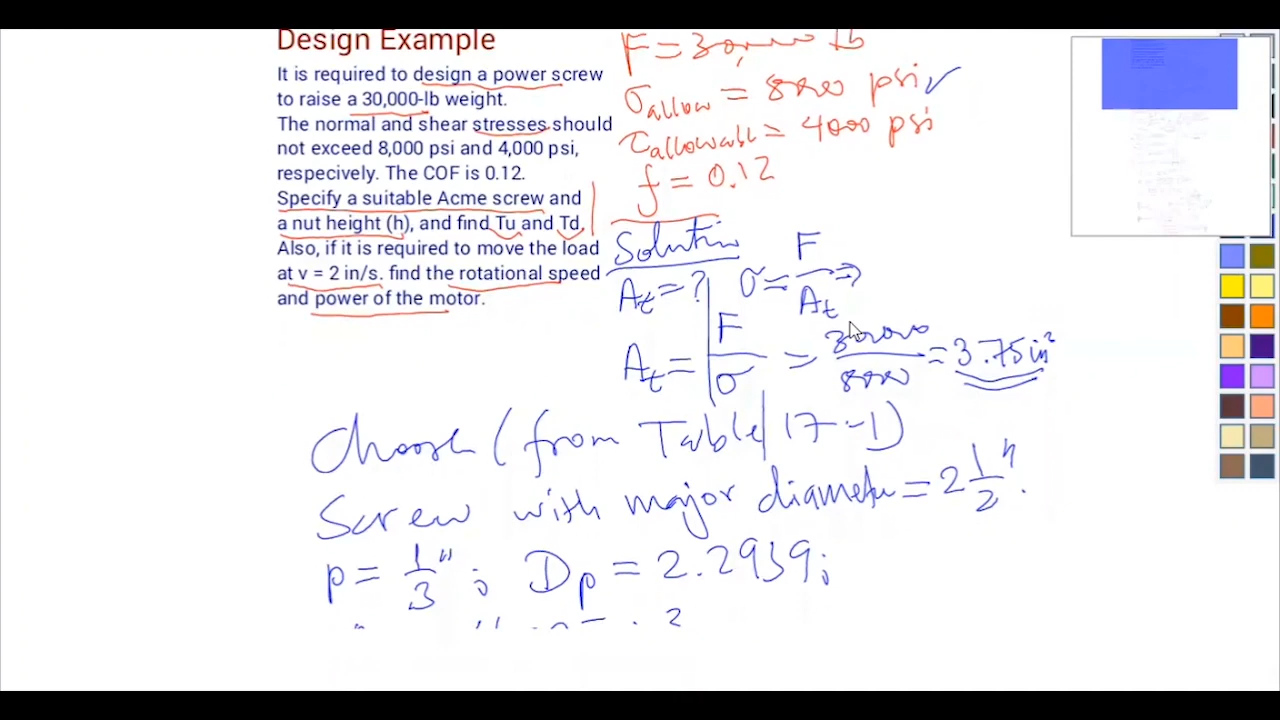 Design Example
It is required to design a power screw
to raise a 30,000-lb weight.
The normal and shear stresses should
not exceed 8,000 psi and 4,000 psi,
respecively. The COF is 0.12.
Specify a suitable Acme screw and
a nut height (h), and find Tu and Td.
Also, if it is required to move the load
at v = 2 in/s. find the rotational speed
and power of the motor.
F = 30,000 lb
σallow = 8000 psi ✓
τallowable = 4000 psi
f = 0.12
Solution
At = ? σ = F/At ⇒
At = F/σ = 30000/8000 = 3.75 in²
Choose (from Table 17-1)
Screw with major diameter = 2 1/2".
p = 1/3" ; Dp = 2.2939;